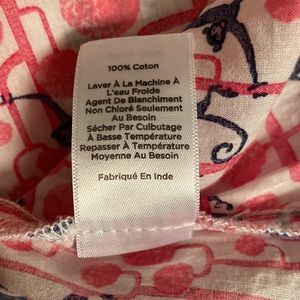 100% Coton
Laver À La Machine À
L'eau Froide
Agent De Blanchiment
Non Chloré Seulement
Au Besoin
Sécher Par Culbutage
À Basse Température
Repasser À Température
Moyenne Au Besoin
Fabriqué En Inde